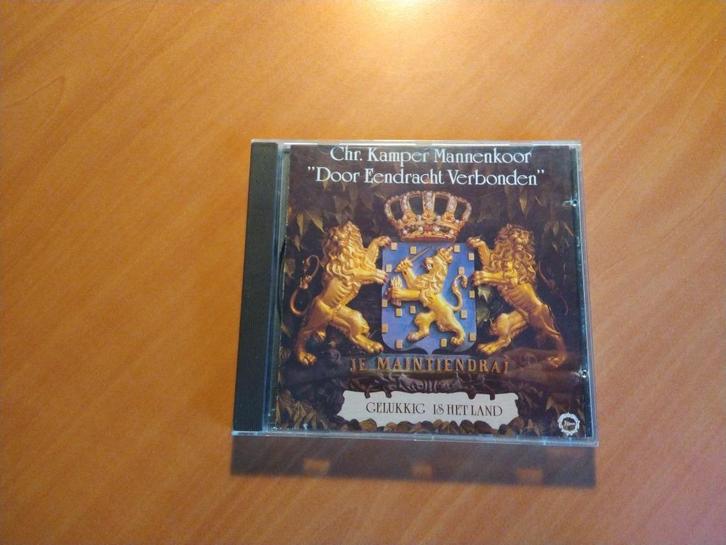 Chr. Kamper Mannenkoor
"Door Eendracht Verbonden"
JE MAINTIENDRAI
GELUKKIG IS HET LAND